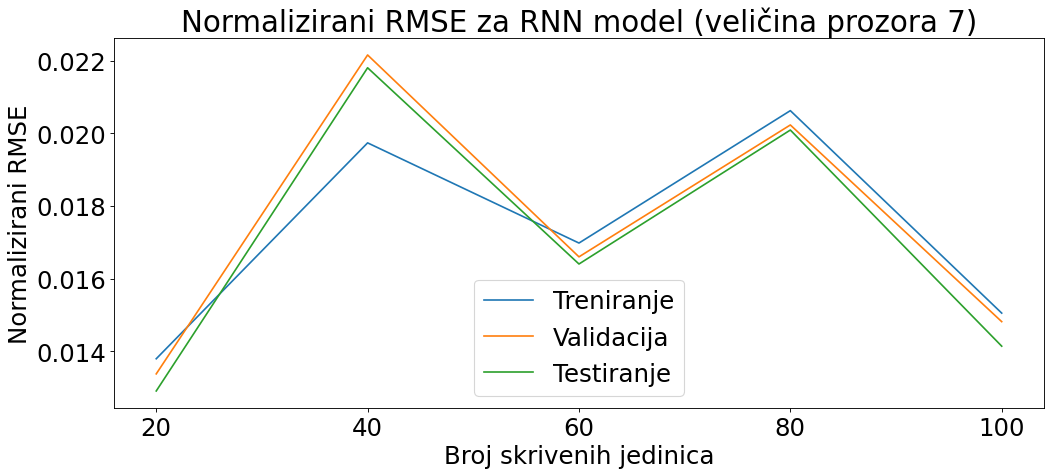 Normalizirani RMSE za RNN model (veličina prozora 7)
Normalizirani RMSE
0.022
0.020
0.018
0.016
0.014
Treniranje
Validacija
Testiranje
20 40 60 80 100
Broj skrivenih jedinica